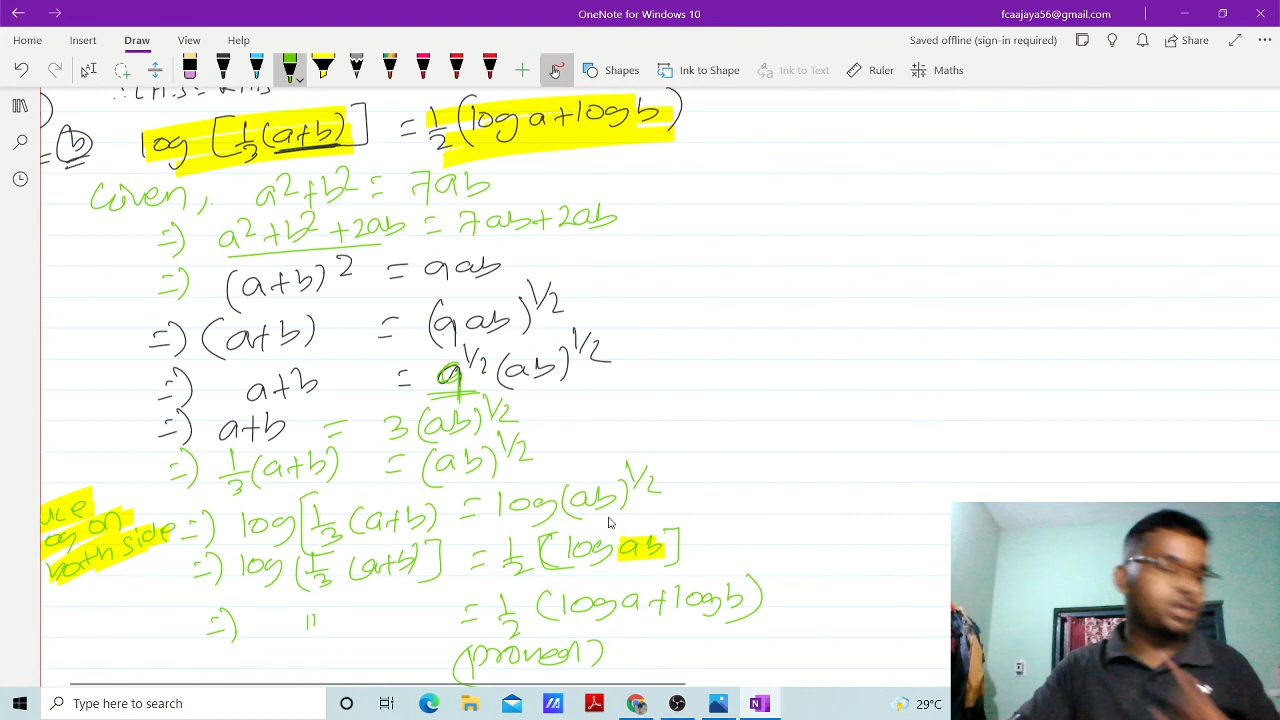 OneNote for Windows 10
fcaajaya56@gmail.com
Home Insert Draw View Help
Saved offline (sign-in required)
Share
Shapes
Ink to Shape
Ink to Text
Ruler
Maths
∴ L.H.S = RHS
= (b) log [1/3 (a+b)] = 1/2 (log a + log b)
Given, a² + b² = 7ab
=) a² + b² + 2ab = 7ab + 2ab
=) (a+b)² = 9ab
=) (a+b) = (9ab)^1/2
=) a+b = 9^1/2 (ab)^1/2
=) a+b = 3 (ab)^1/2
=) 1/3 (a+b) = (ab)^1/2
on both side
=) log [1/3 (a+b) = log (ab)^1/2
=) log (1/3 (a+b)] = 1/2 [log ab]
=) " = 1/2 (log a + log b)
(proved)
Type here to search
29°C